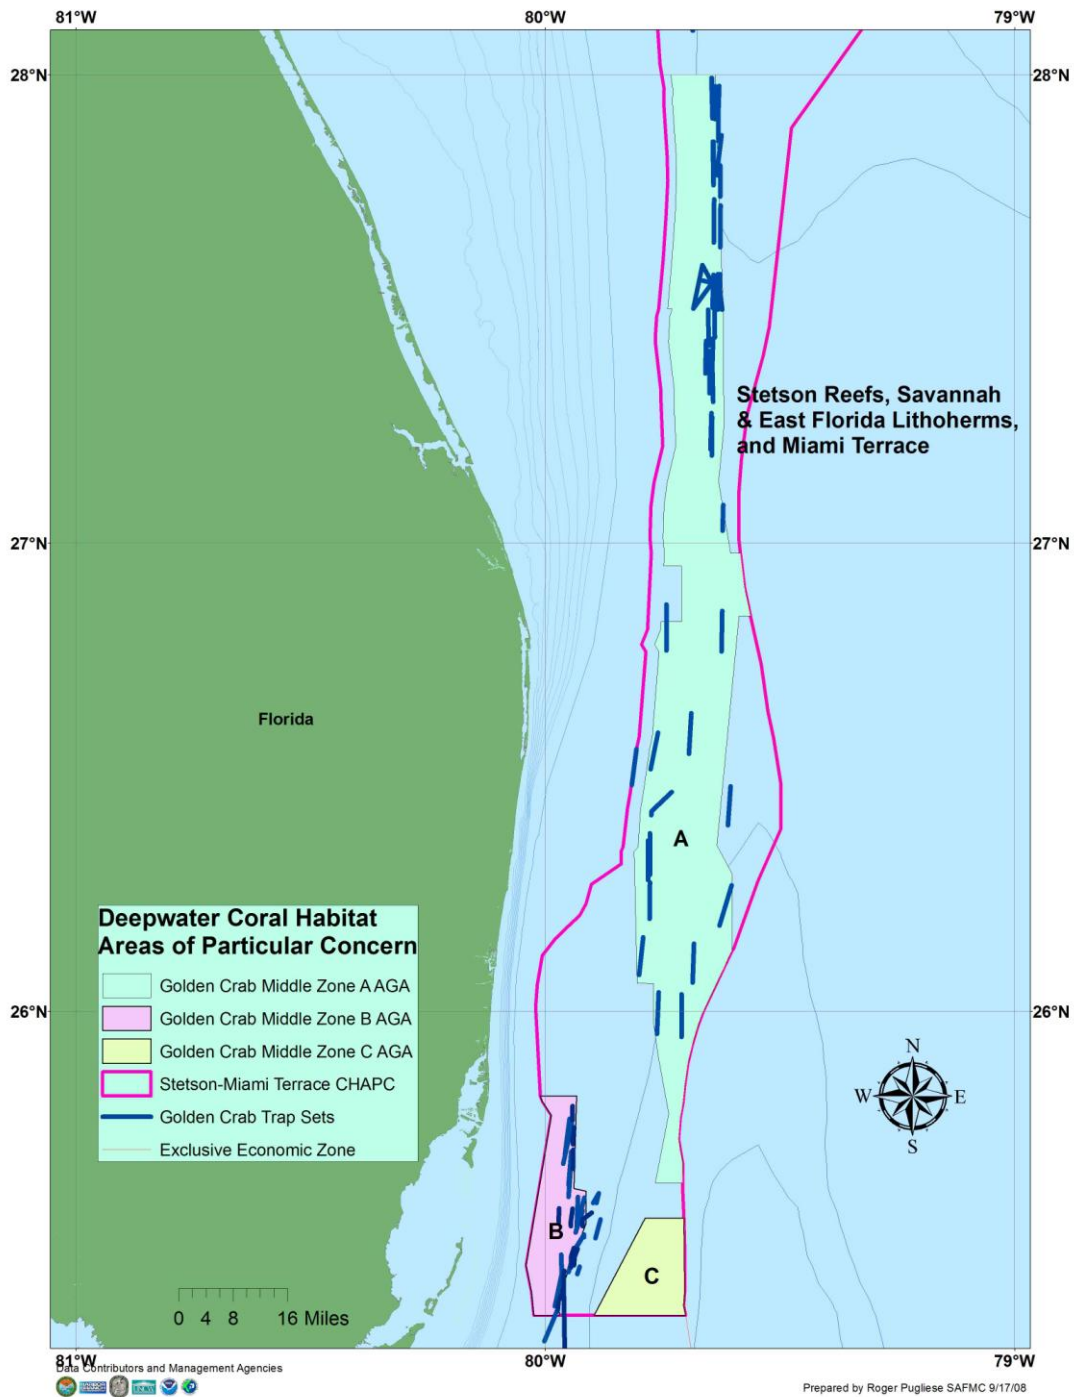 81°W 80°W 79°W
28°N 28°N
Stetson Reefs, Savannah
& East Florida Lithoherms,
and Miami Terrace
27°N 27°N
Florida
A
Deepwater Coral Habitat
Areas of Particular Concern
Golden Crab Middle Zone A AGA
Golden Crab Middle Zone B AGA
Golden Crab Middle Zone C AGA
Stetson-Miami Terrace CHAPC
Golden Crab Trap Sets
Exclusive Economic Zone
26°N 26°N
N
W E
S
B
C
0 4 8 16 Miles
81°W 80°W 79°W
Data Contributors and Management Agencies
Prepared by Roger Pugliese SAFMC 9/17/08